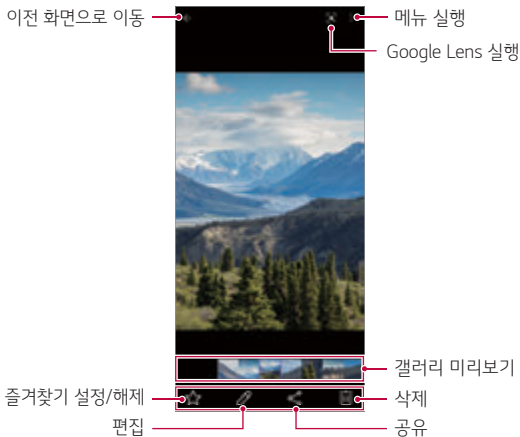 이전 화면으로 이동
메뉴 실행
Google Lens 실행
갤러리 미리보기
즐겨찾기 설정/해제
삭제
편집
공유